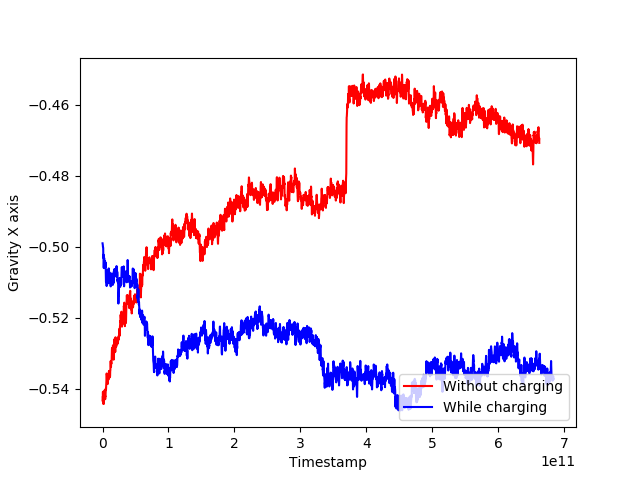 −0.46
−0.48
−0.50
−0.52
−0.54
Gravity X axis
0 1 2 3 4 5 6 7
1e11
Timestamp
Without charging
While charging